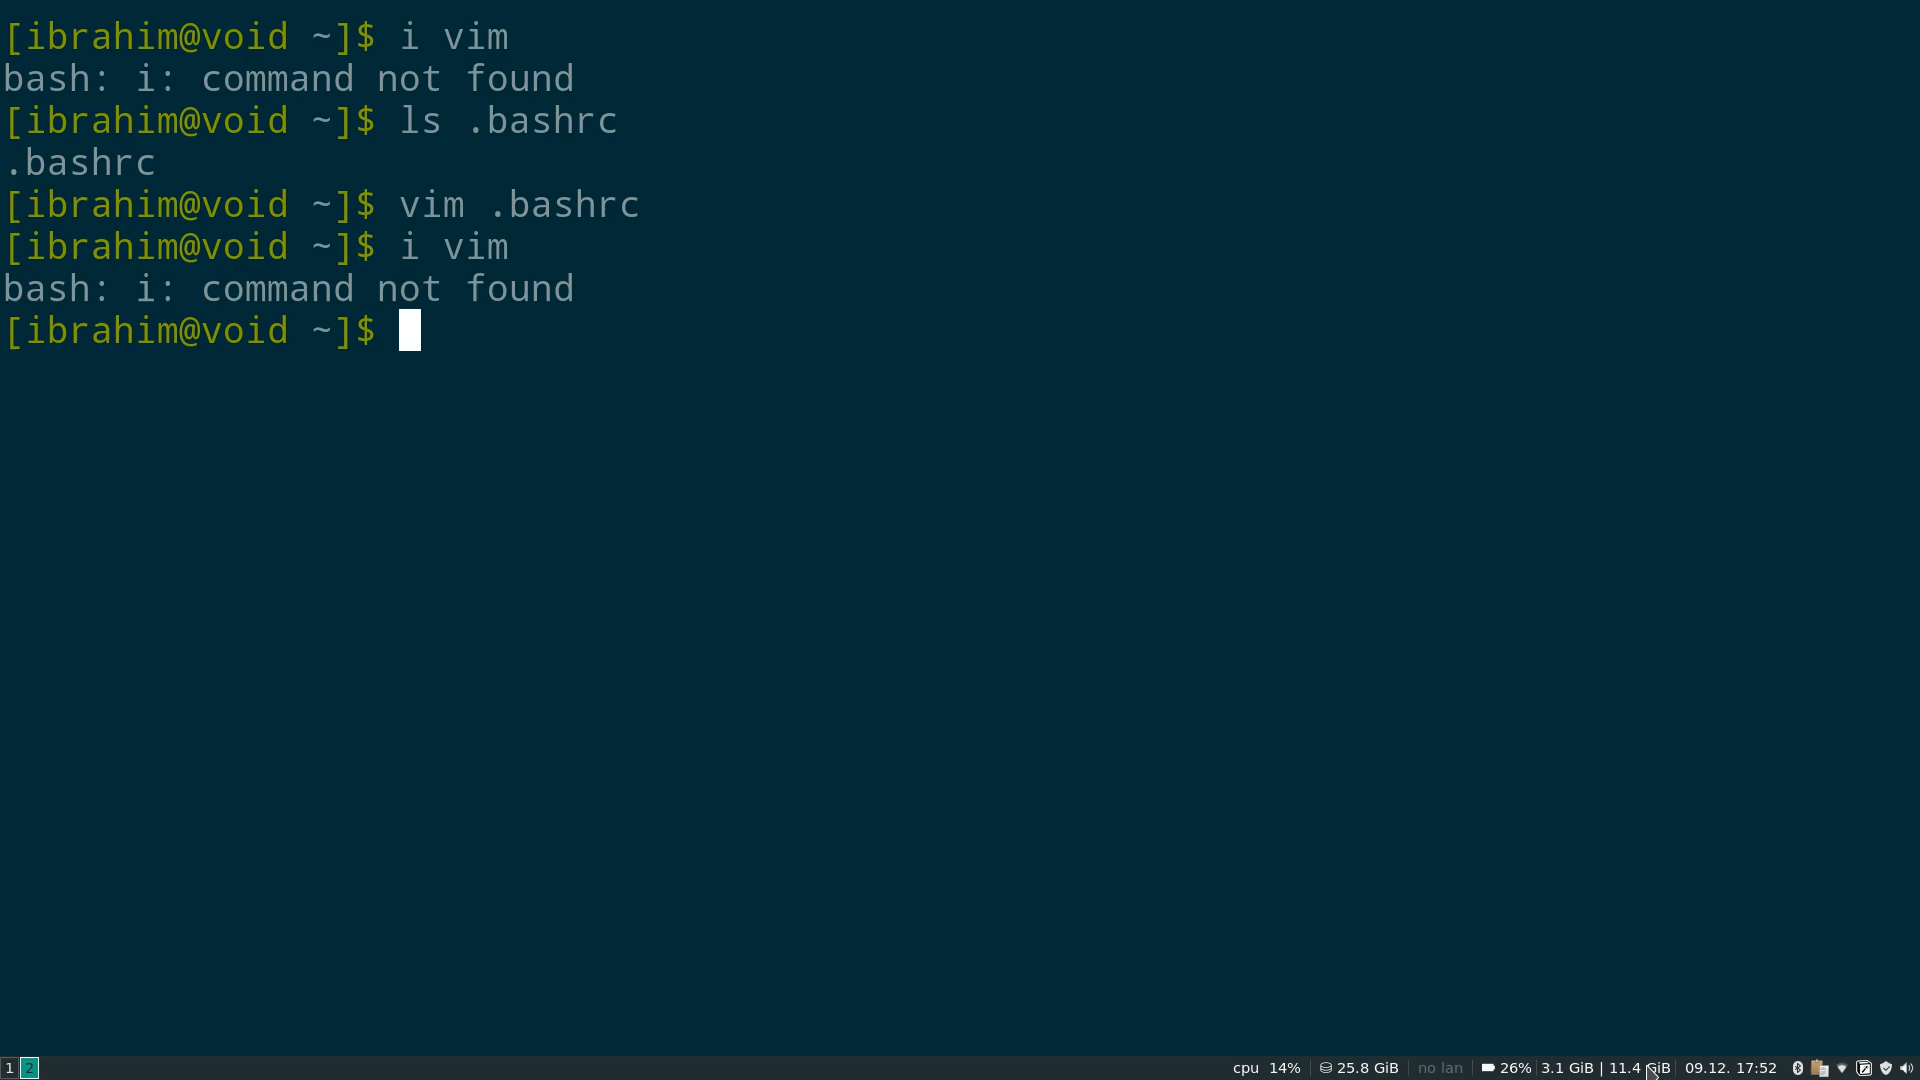 [ibrahim@void ~]$ i vim
bash: i: command not found
[ibrahim@void ~]$ ls .bashrc
.bashrc
[ibrahim@void ~]$ vim .bashrc
[ibrahim@void ~]$ i vim
bash: i: command not found
[ibrahim@void ~]$
1 2 cpu 14% 25.8 GiB no lan 26% 3.1 GiB | 11.4 GiB 09.12. 17:52